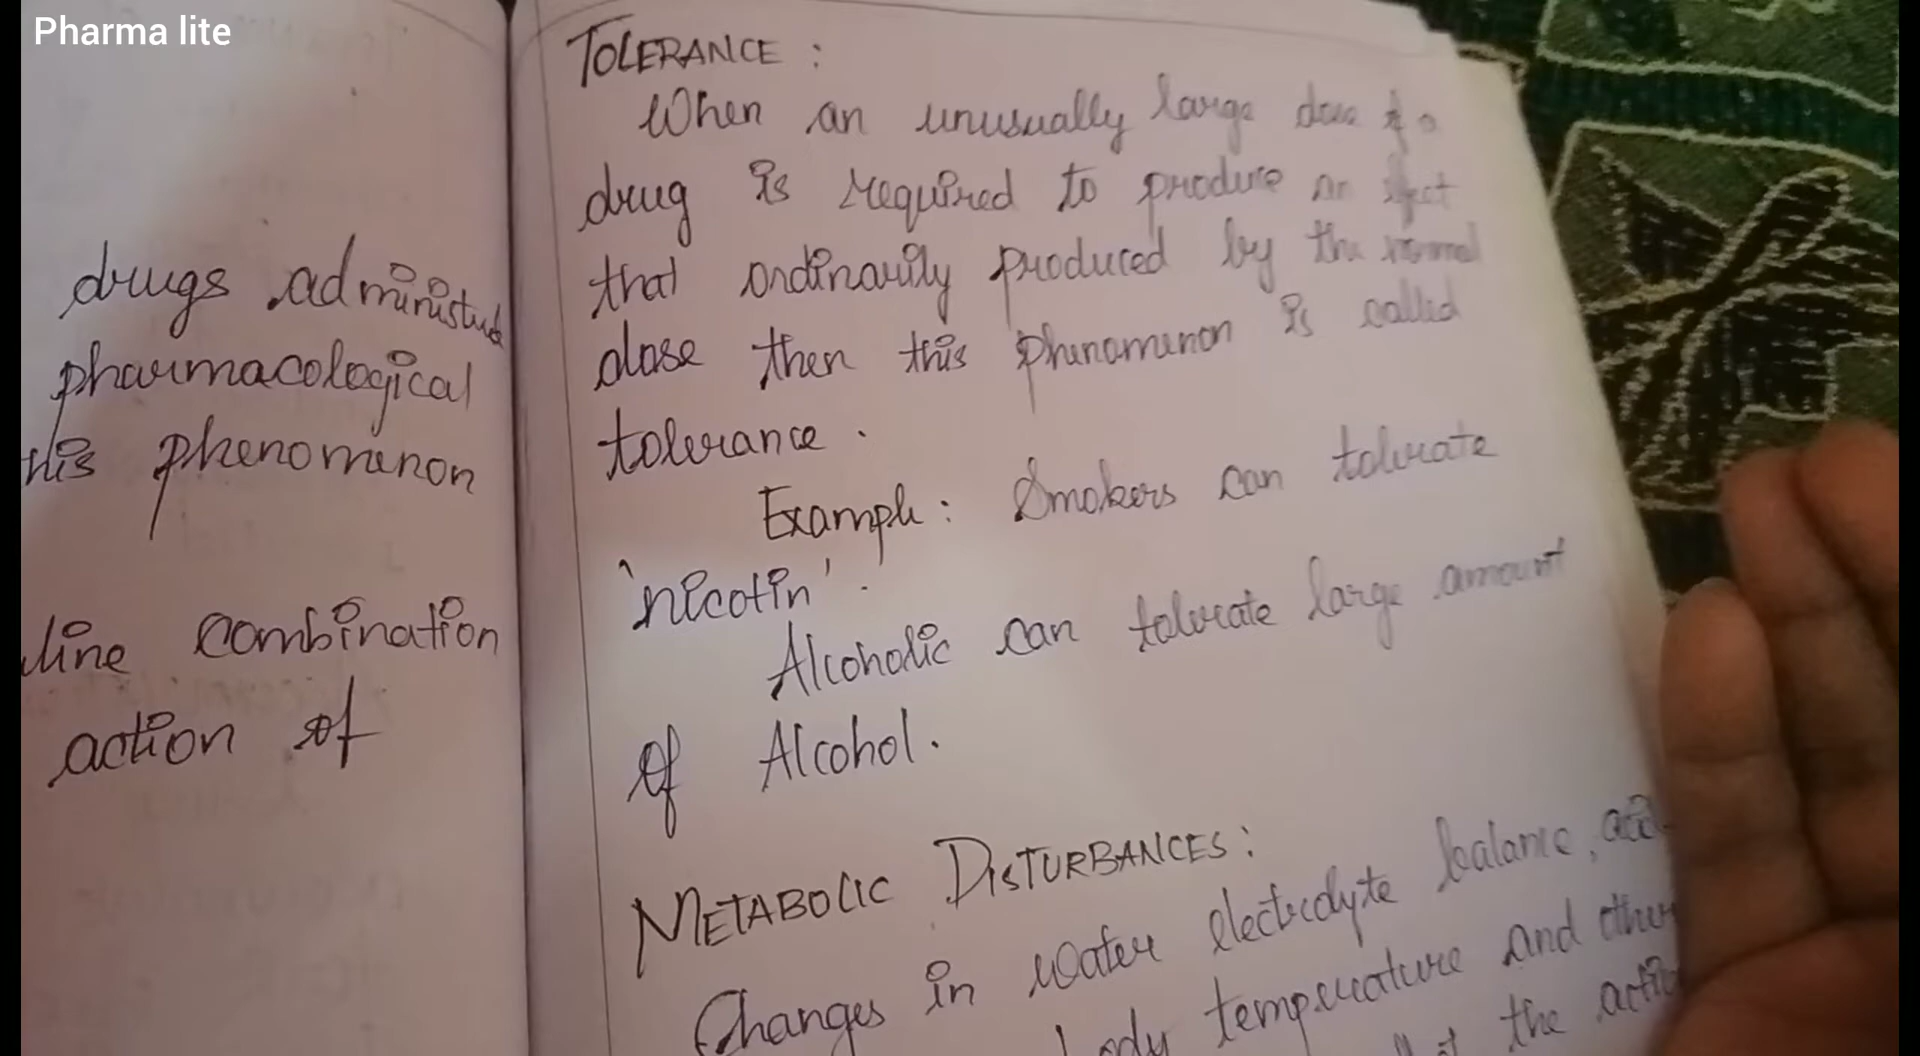 Pharma lite
drugs administred
pharmacological
this phenomenon
line combination
action of
TOLERANCE :
When an unusually large dose of a
drug is required to produce an effect
that ordinarily produced by the normal
dose then this phenomenon is called
tolerance .
Example : Smokers can tolerate
'nicotin' .
Alcoholic can tolerate large amount
of Alcohol .
METABOLIC DISTURBANCES :
Changes in water electrolyte balance,
body temperature and other
the